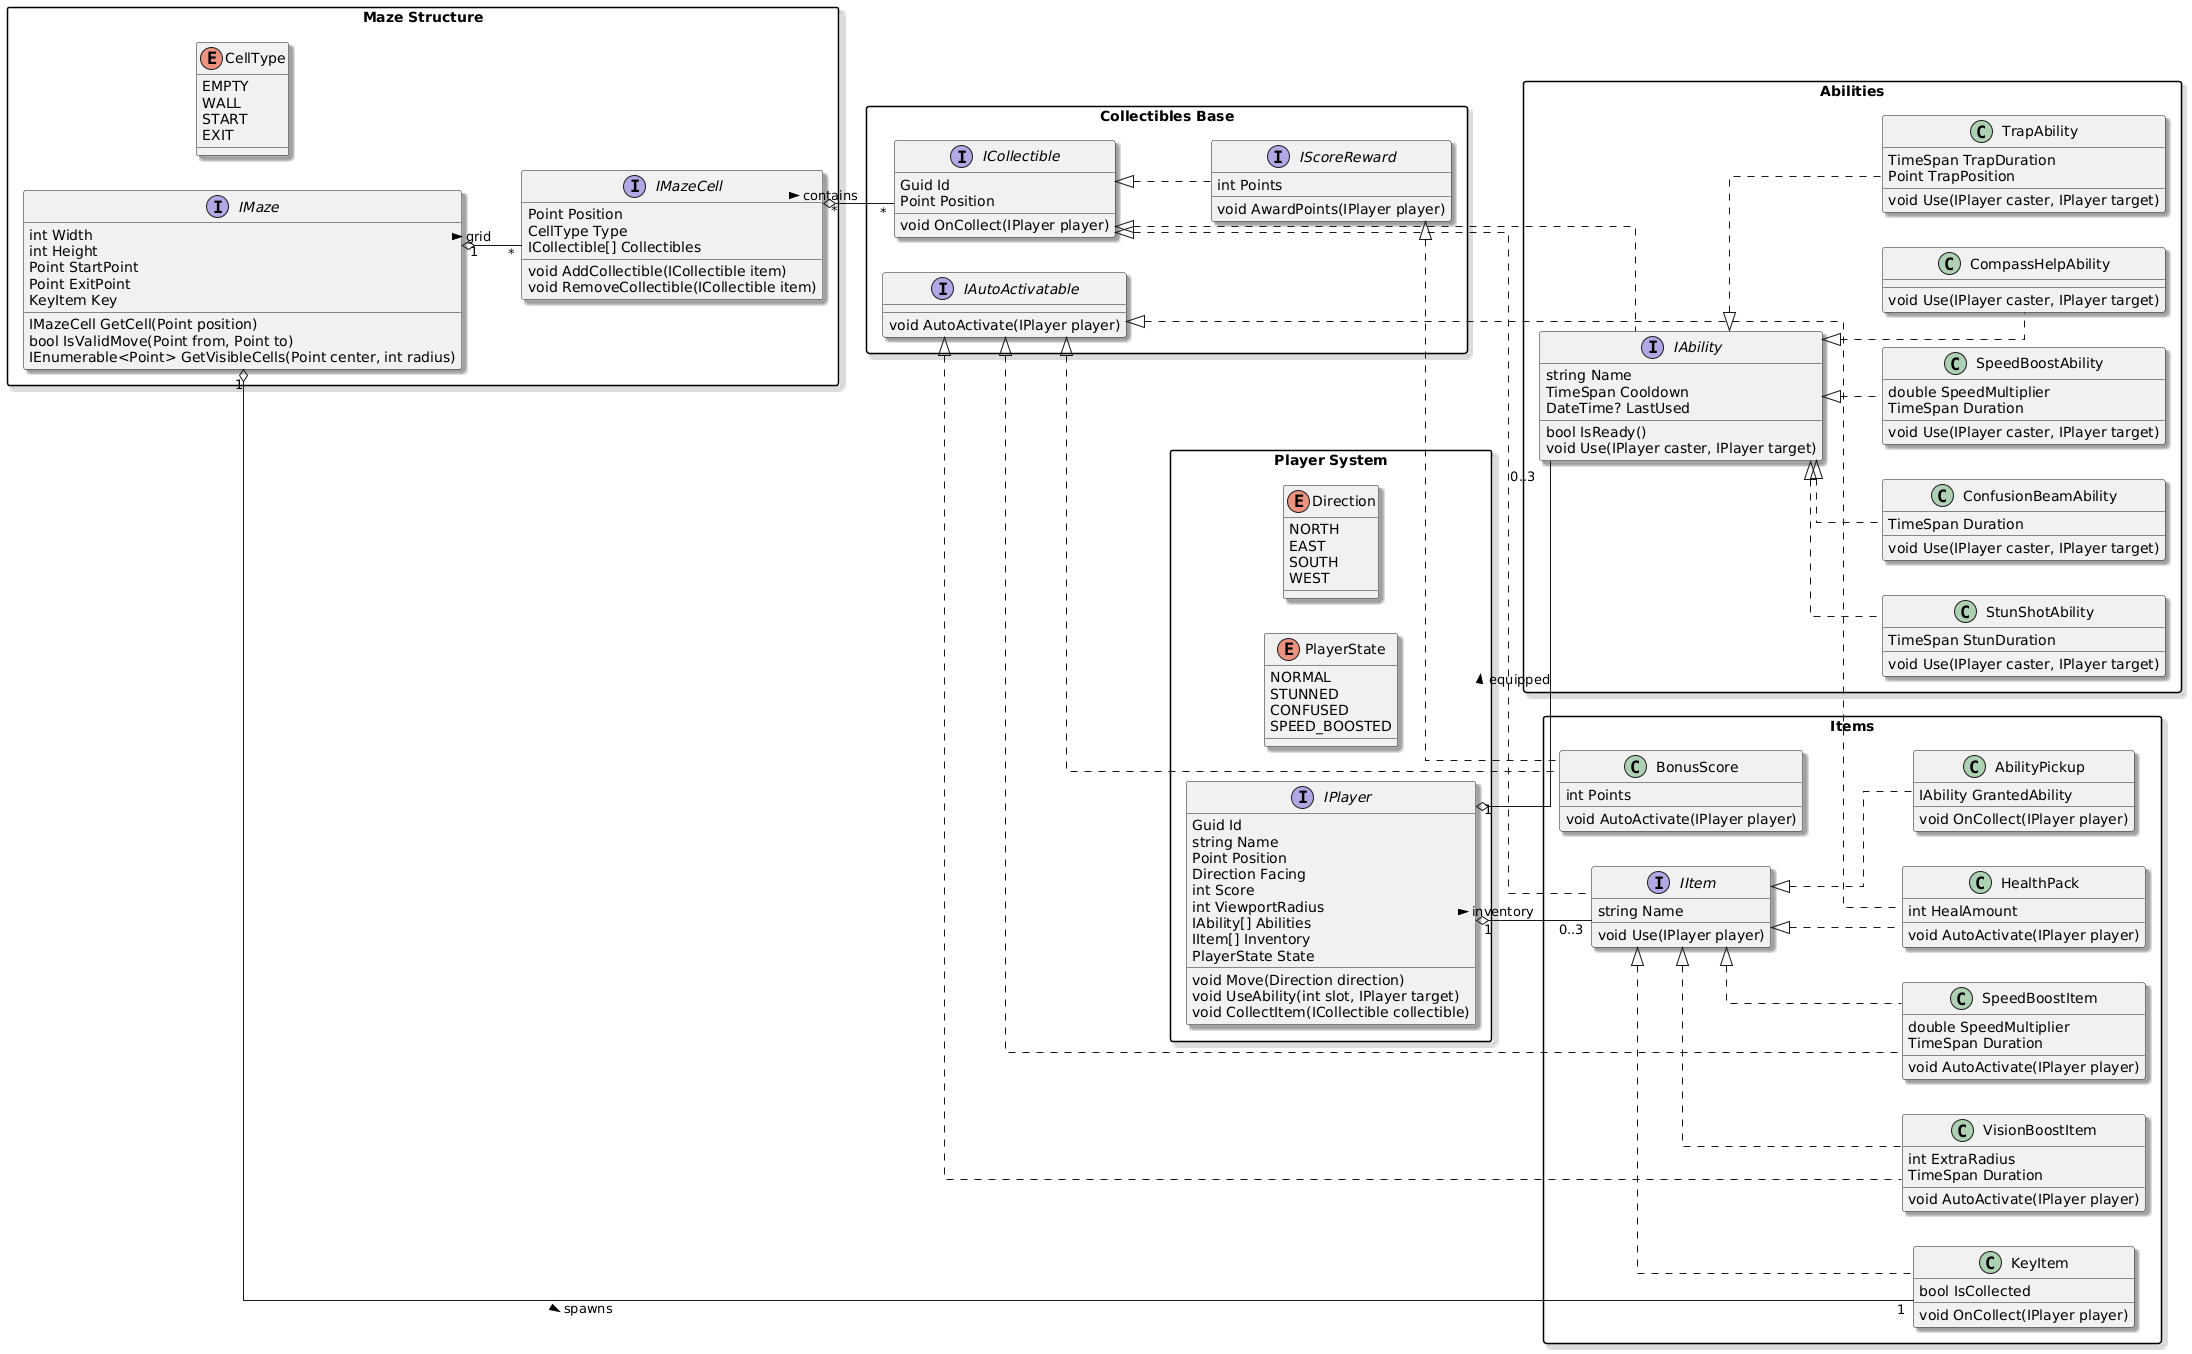 Maze Structure
E CellType
EMPTY
WALL
START
EXIT
I IMaze
int Width
int Height
Point StartPoint
Point ExitPoint
KeyItem Key
IMazeCell GetCell(Point position)
bool IsValidMove(Point from, Point to)
IEnumerable<Point> GetVisibleCells(Point center, int radius)
grid
1
*
1
I IMazeCell
Point Position
CellType Type
ICollectible[] Collectibles
void AddCollectible(ICollectible item)
void RemoveCollectible(ICollectible item)
contains
*
*
Collectibles Base
I ICollectible
Guid Id
Point Position
void OnCollect(IPlayer player)
I IScoreReward
int Points
void AwardPoints(IPlayer player)
I IAutoActivatable
void AutoActivate(IPlayer player)
Abilities
C TrapAbility
TimeSpan TrapDuration
Point TrapPosition
void Use(IPlayer caster, IPlayer target)
C CompassHelpAbility
void Use(IPlayer caster, IPlayer target)
I IAbility
string Name
TimeSpan Cooldown
DateTime? LastUsed
bool IsReady()
void Use(IPlayer caster, IPlayer target)
0..3
C SpeedBoostAbility
double SpeedMultiplier
TimeSpan Duration
void Use(IPlayer caster, IPlayer target)
C ConfusionBeamAbility
TimeSpan Duration
void Use(IPlayer caster, IPlayer target)
C StunShotAbility
TimeSpan StunDuration
void Use(IPlayer caster, IPlayer target)
Player System
E Direction
NORTH
EAST
SOUTH
WEST
E PlayerState
NORMAL
STUNNED
CONFUSED
SPEED_BOOSTED
equipped
I IPlayer
Guid Id
string Name
Point Position
Direction Facing
int Score
int ViewportRadius
IAbility[] Abilities
IItem[] Inventory
PlayerState State
void Move(Direction direction)
void UseAbility(int slot, IPlayer target)
void CollectItem(ICollectible collectible)
1
inventory
1
0..3
Items
C BonusScore
int Points
void AutoActivate(IPlayer player)
C AbilityPickup
IAbility GrantedAbility
void OnCollect(IPlayer player)
I IItem
string Name
void Use(IPlayer player)
C HealthPack
int HealAmount
void AutoActivate(IPlayer player)
C SpeedBoostItem
double SpeedMultiplier
TimeSpan Duration
void AutoActivate(IPlayer player)
C VisionBoostItem
int ExtraRadius
TimeSpan Duration
void AutoActivate(IPlayer player)
C KeyItem
bool IsCollected
void OnCollect(IPlayer player)
spawns
1